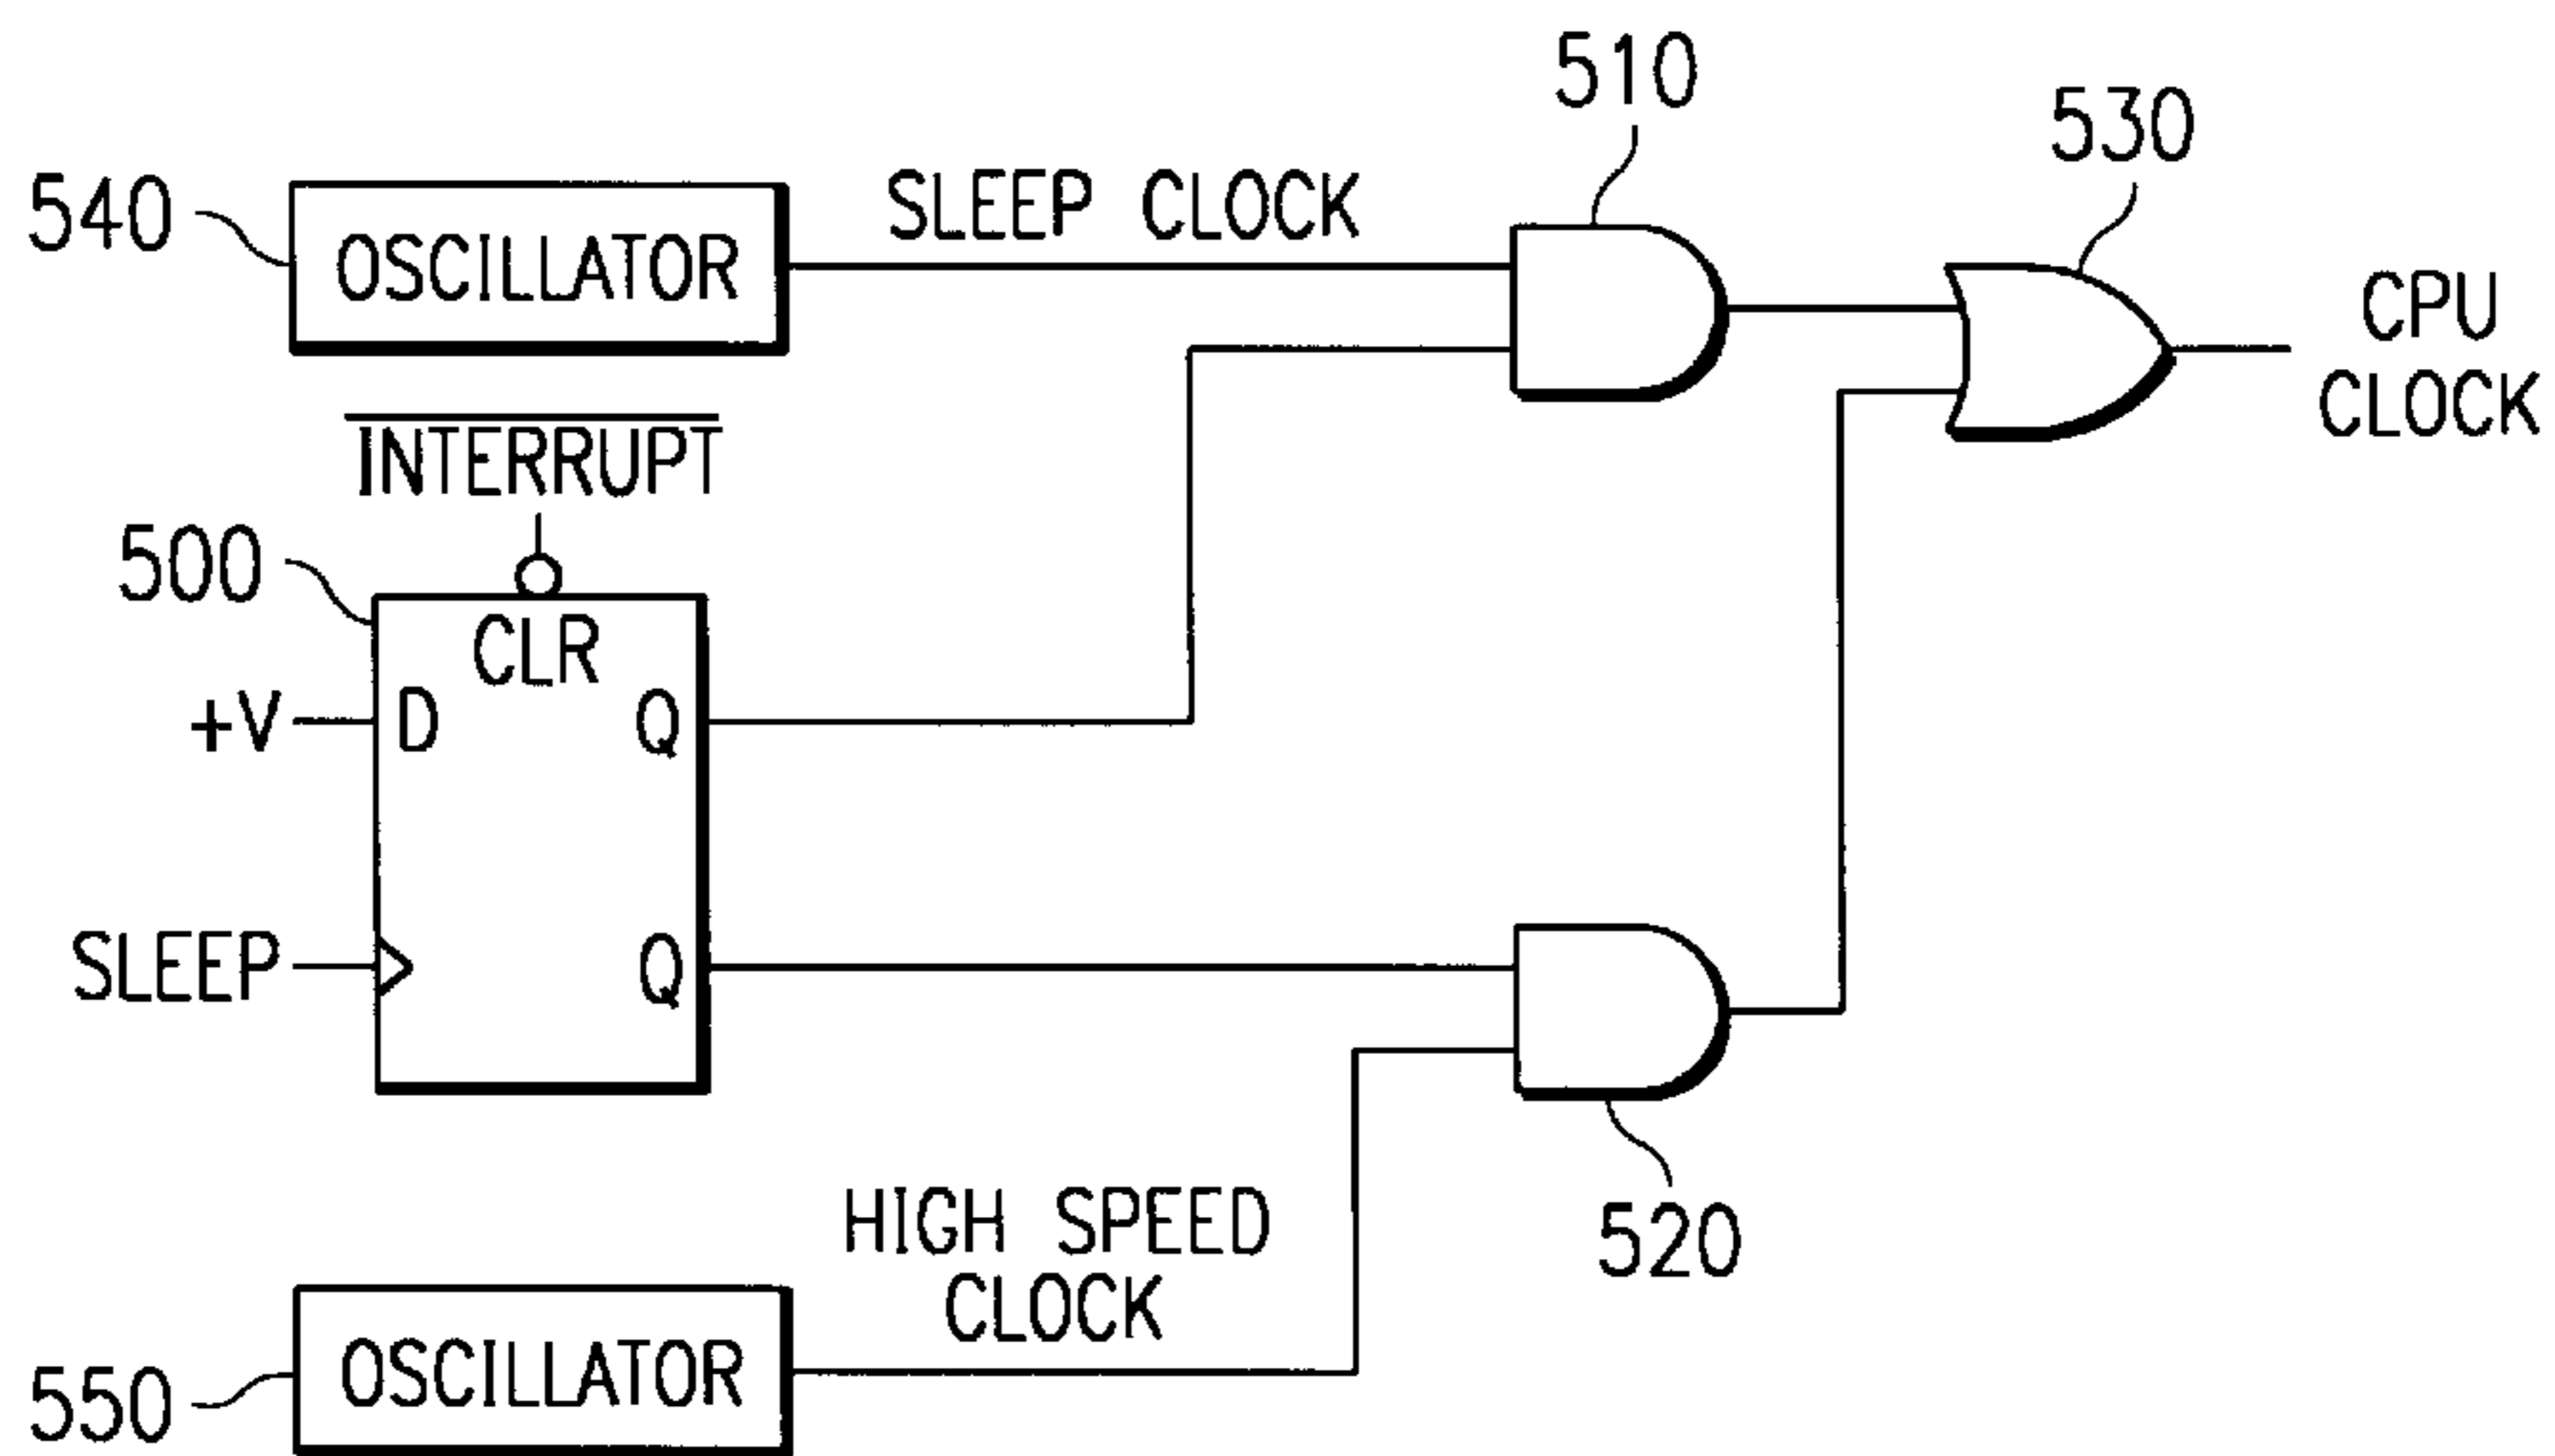 510
530
540
OSCILLATOR
SLEEP CLOCK
CPU
CLOCK
INTERRUPT
500
CLR
+V
D
Q
SLEEP
Q
HIGH SPEED
CLOCK
520
550
OSCILLATOR